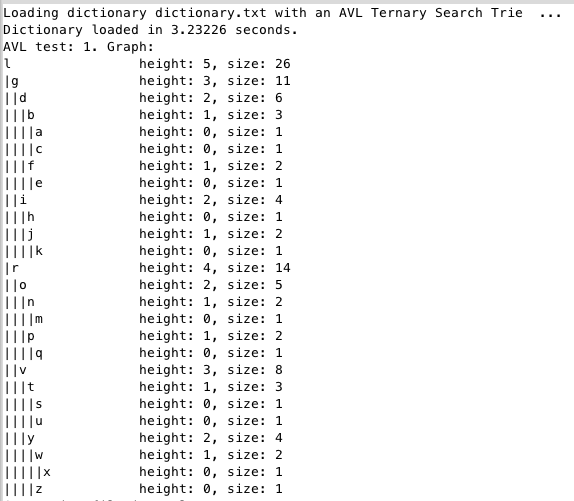 Loading dictionary dictionary.txt with an AVL Ternary Search Trie  ...
Dictionary loaded in 3.23226 seconds.
AVL test: 1. Graph:
l                height: 5, size: 26
|g               height: 3, size: 11
||d              height: 2, size: 6
|||b             height: 1, size: 3
||||a            height: 0, size: 1
||||c            height: 0, size: 1
|||f             height: 1, size: 2
||||e            height: 0, size: 1
||i              height: 2, size: 4
|||h             height: 0, size: 1
|||j             height: 1, size: 2
||||k            height: 0, size: 1
|r               height: 4, size: 14
||o              height: 2, size: 5
|||n             height: 1, size: 2
||||m            height: 0, size: 1
|||p             height: 1, size: 2
||||q            height: 0, size: 1
||v              height: 3, size: 8
|||t             height: 1, size: 3
||||s            height: 0, size: 1
||||u            height: 0, size: 1
|||y             height: 2, size: 4
||||w            height: 1, size: 2
|||||x           height: 0, size: 1
||||z            height: 0, size: 1